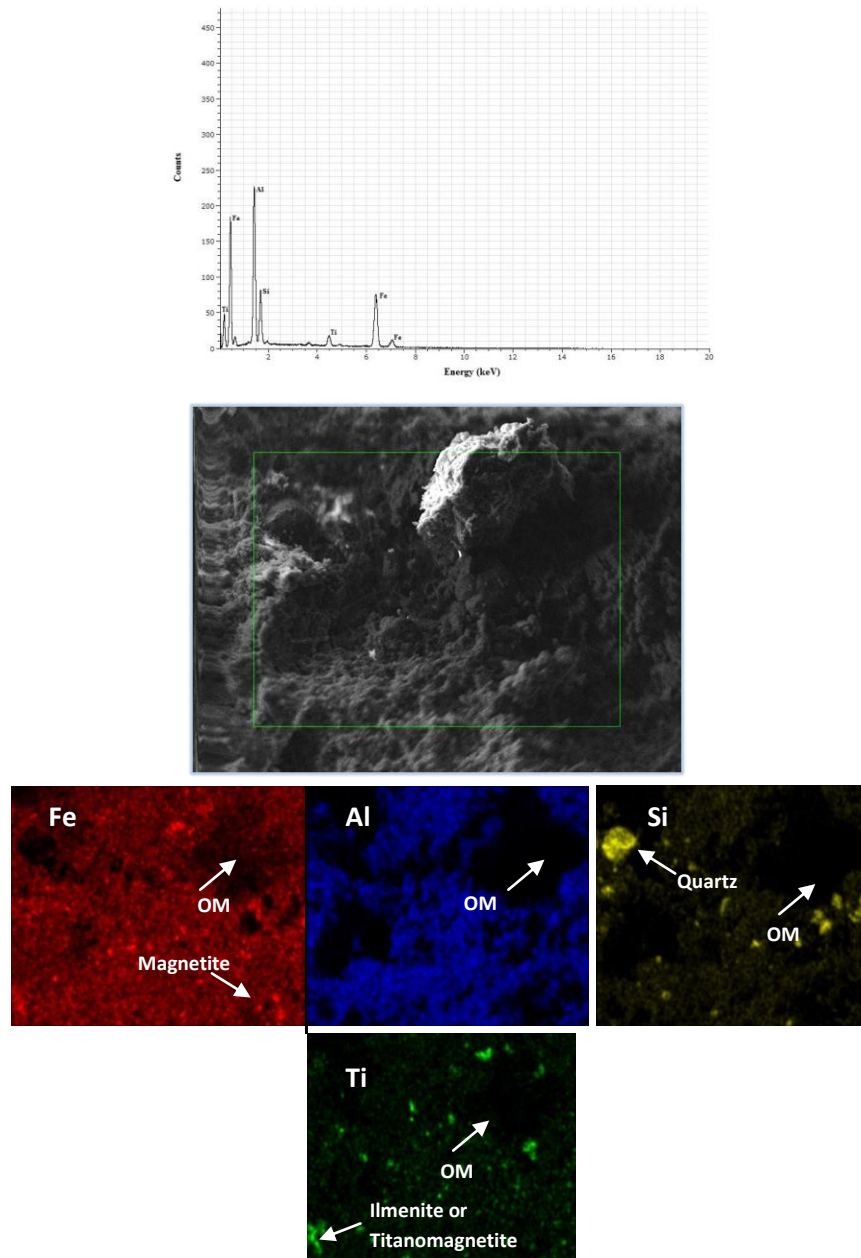 450
400
350
300
250
200
150
100
50
0
Counts
Ti
Fe
Al
Si
Ti
Fe
Fe
2 4 6 8 10 12 14 16 18 20
Energy (keV)
Fe
OM
Magnetite
Al
OM
Si
Quartz
OM
Ti
OM
Ilmenite or
Titanomagnetite